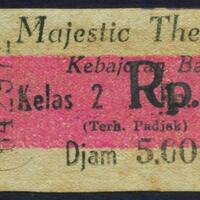 Majestic The
Kebajoran Ba
Kelas 2 Rp.
(Terh. Padjak)
Djam 5.00